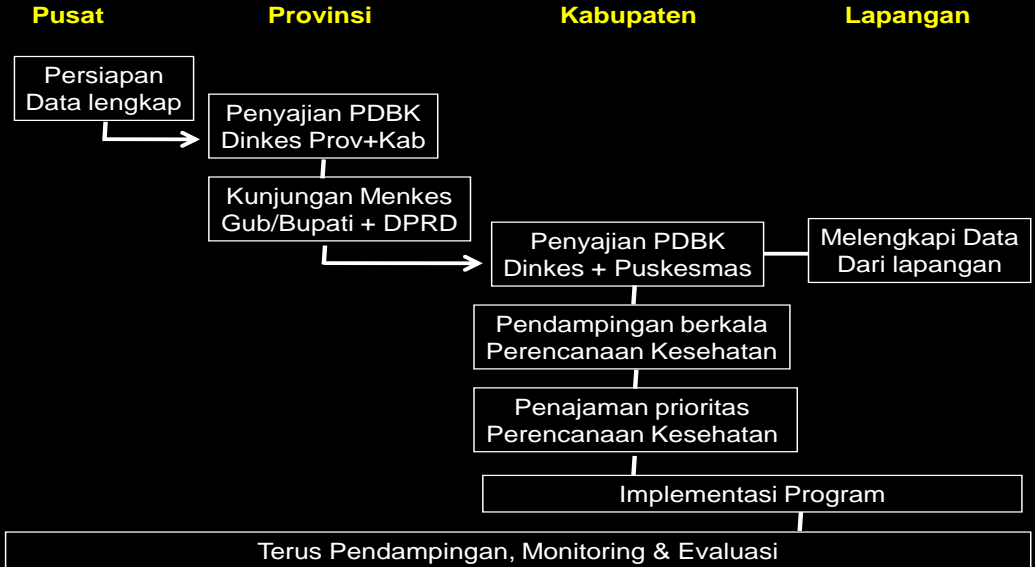 Pusat
Provinsi
Kabupaten
Lapangan
Persiapan
Data lengkap
Penyajian PDBK
Dinkes Prov+Kab
Kunjungan Menkes
Gub/Bupati + DPRD
Penyajian PDBK
Dinkes + Puskesmas
Melengkapi Data
Dari lapangan
Pendampingan berkala
Perencanaan Kesehatan
Penajaman prioritas
Perencanaan Kesehatan
Implementasi Program
Terus Pendampingan, Monitoring & Evaluasi